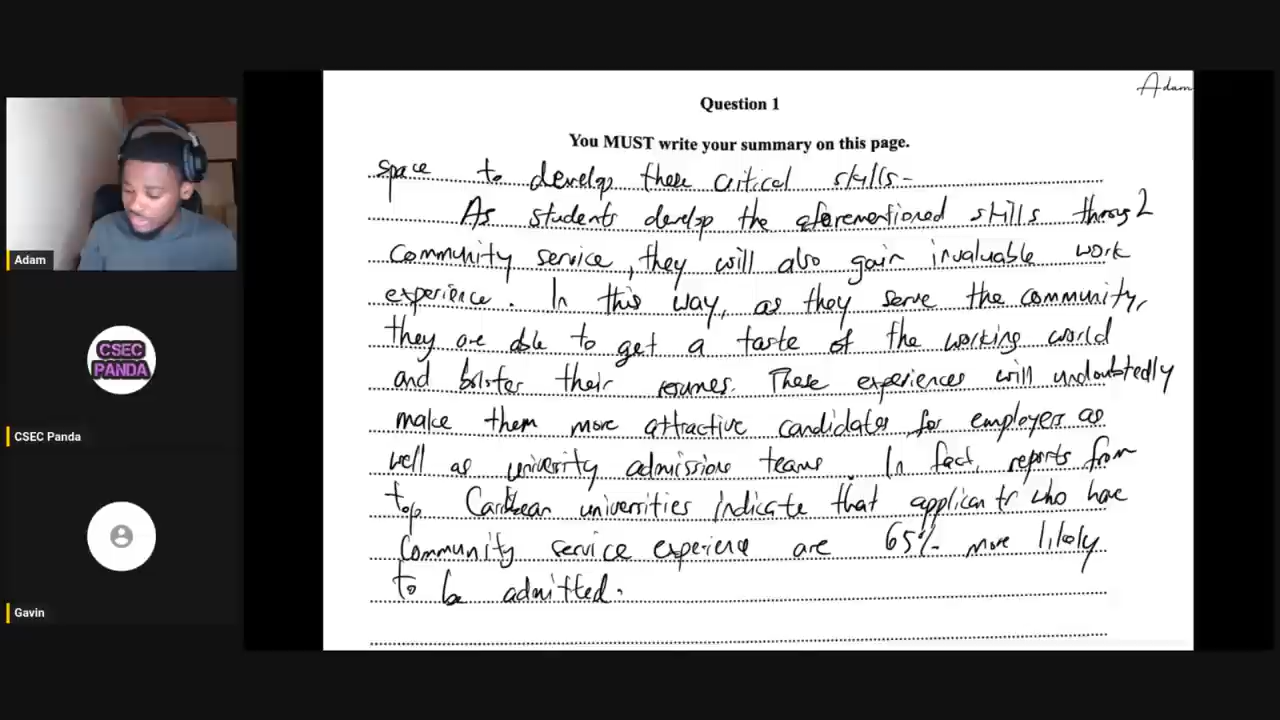 Adam
Question 1
You MUST write your summary on this page.
space to develop these critical skills.
As students develop the aforementioned skills through
community service, they will also gain invaluable work
experience. In this way, as they serve the community,
they are able to get a taste of the working world
and bolster their resumes. These experiences will undoubtedly
make them more attractive candidates for employers as
well as university admissions teams. In fact, reports from
top Caribbean universities indicate that applicants who have
community service experience are 65% more likely
to be admitted.
Adam
CSEC
PANDA
CSEC Panda
Gavin